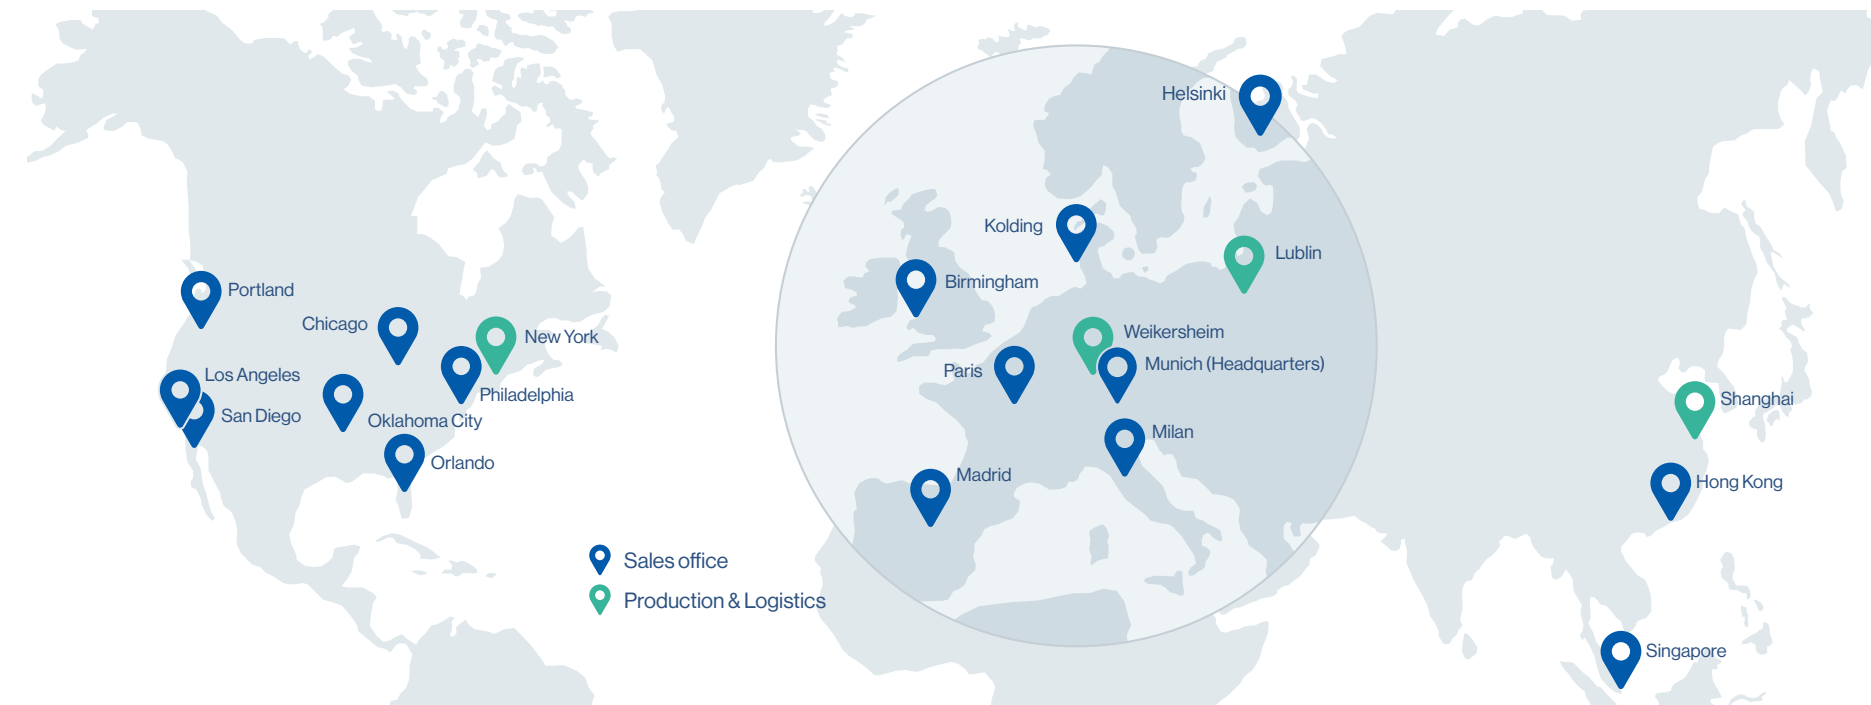 Helsinki
Kolding
Lublin
Birmingham
Portland
Chicago
New York
Weikersheim
Munich (Headquarters)
Paris
Los Angeles
Philadelphia
San Diego
Oklahoma City
Shanghai
Milan
Orlando
Madrid
Hong Kong
Sales office
Production & Logistics
Singapore